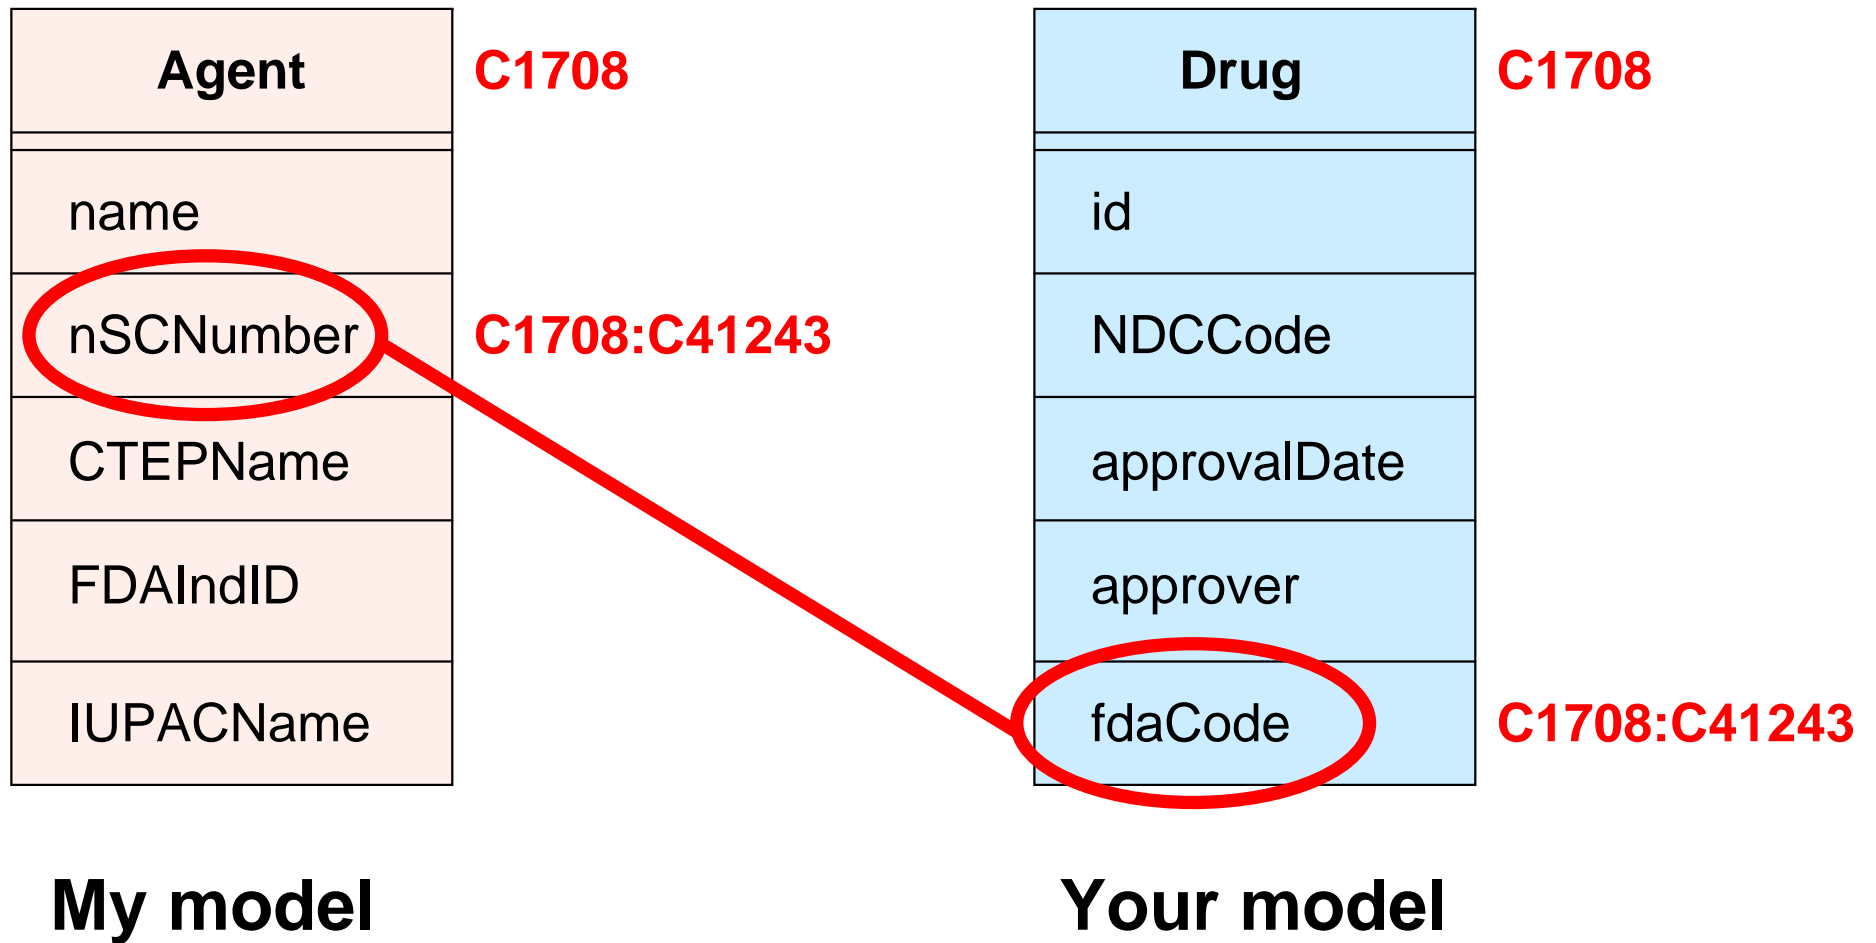 Agent
C1708
name
nSCNumber
C1708:C41243
CTEPName
FDAIndID
IUPACName
My model
Drug
C1708
id
NDCCode
approvalDate
approver
fdaCode
C1708:C41243
Your model